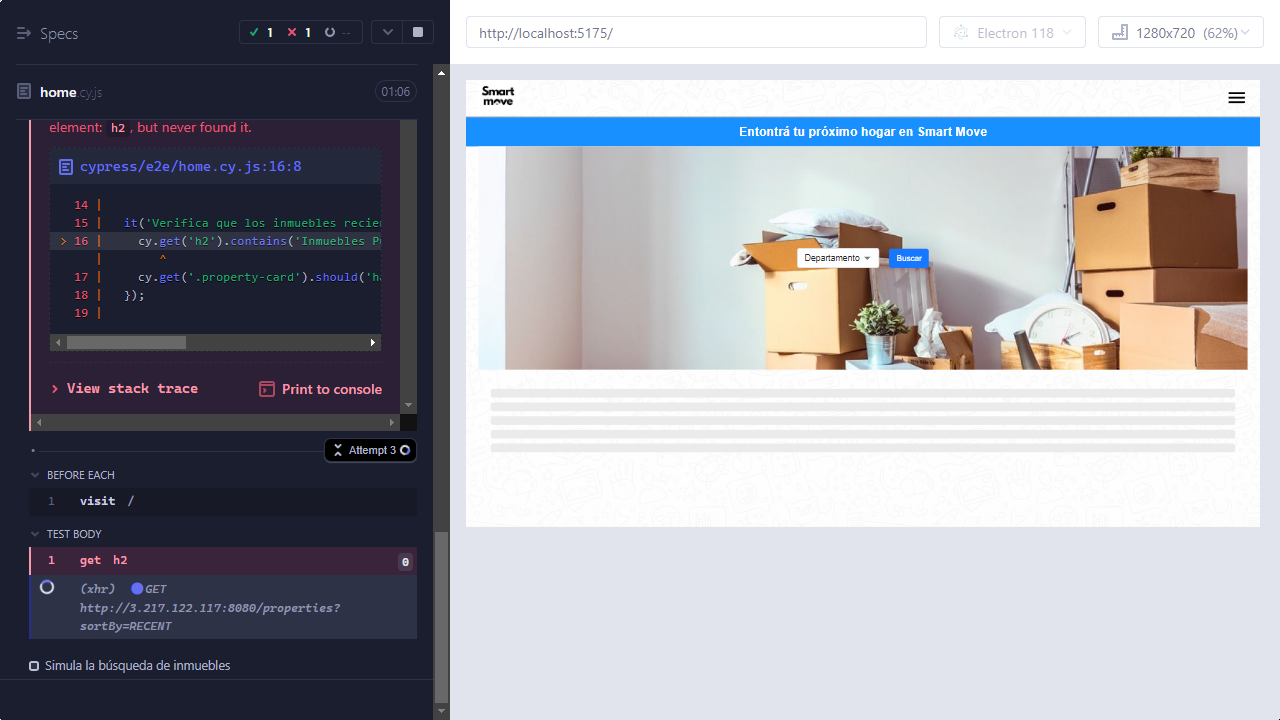 Specs
1
1
--
home.cy.js
01:06
element: h2 , but never found it.
cypress/e2e/home.cy.js:16:8
14 |
15 | it('Verifica que los inmuebles recien
> 16 | cy.get('h2').contains('Inmuebles P
| ^
17 | cy.get('.property-card').should('ha
18 | });
19 |
View stack trace
Print to console
Attempt 3
BEFORE EACH
1 visit /
TEST BODY
1 get h2
0
(xhr) GET
http://3.217.122.117:8080/properties?
sortBy=RECENT
Simula la búsqueda de inmuebles
http://localhost:5175/
Electron 118
1280x720 (62%)
Smart
move
Entontrá tu próximo hogar en Smart Move
Departamento
Buscar